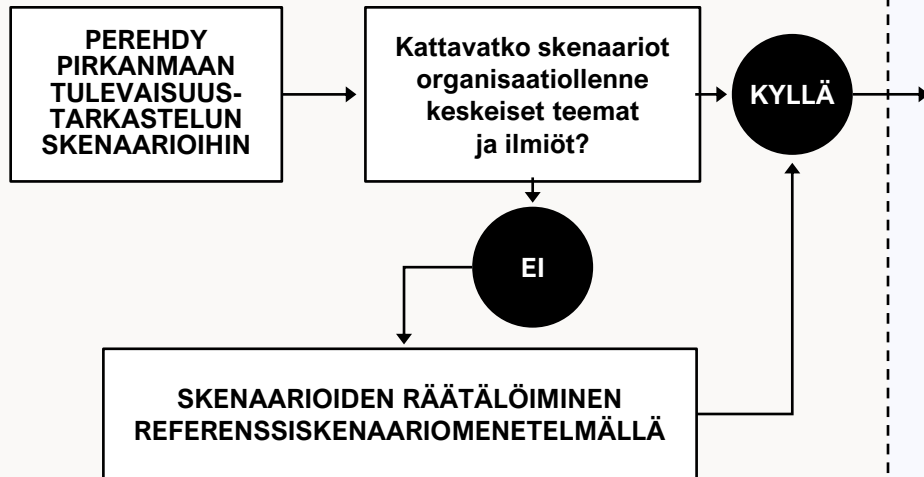 PEREHDY
PIRKANMAAN
TULEVAISUUS-
TARKASTELUN
SKENAARIOIHIN
Kattavatko skenaariot
organisaatiollenne
keskeiset teemat
ja ilmiöt?
KYLLÄ
EI
SKENAARIOIDEN RÄÄTÄLÖIMINEN
REFERENSSISKENAARIOMENETELMÄLLÄ